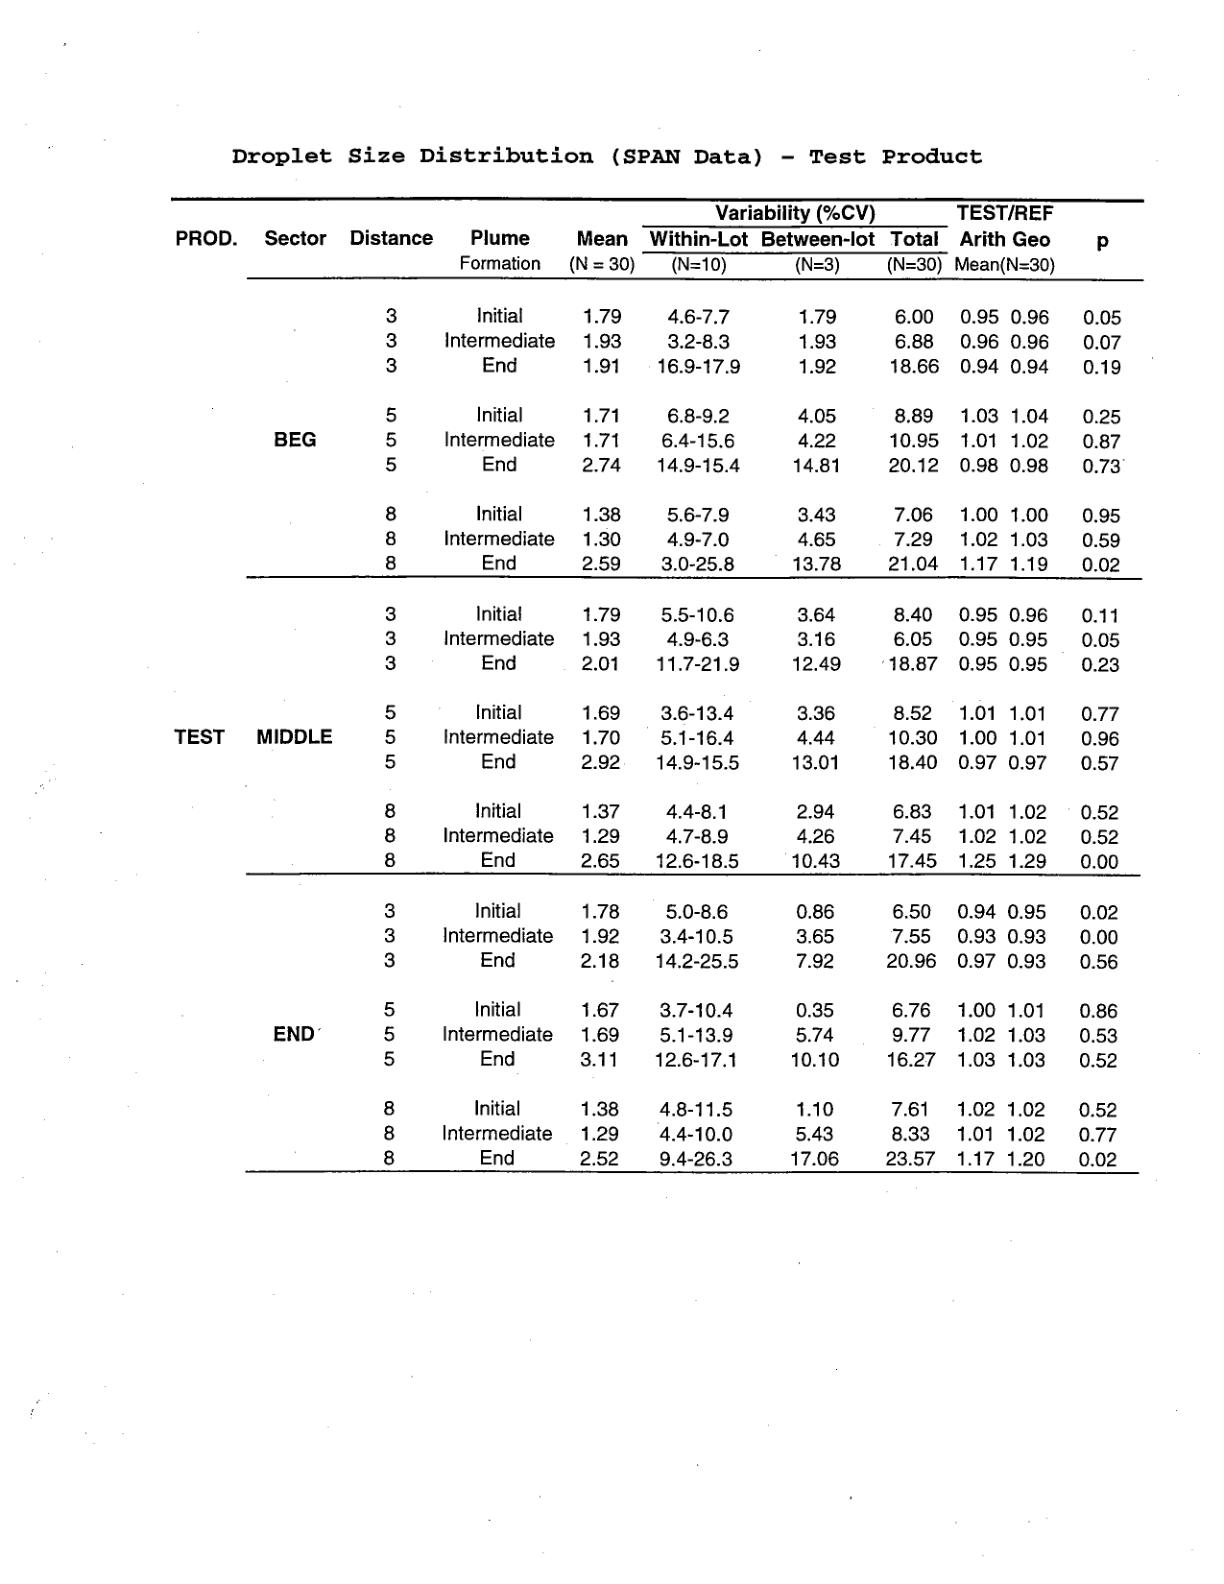 Droplet Size Distribution (SPAN Data) - Test Product
Variability (%CV) TEST/REF
PROD. Sector Distance Plume Mean Within-Lot Between-lot Total Arith Geo p
Formation (N = 30) (N=10) (N=3) (N=30) Mean(N=30)
3 Initial 1.79 4.6-7.7 1.79 6.00 0.95 0.96 0.05
3 Intermediate 1.93 3.2-8.3 1.93 6.88 0.96 0.96 0.07
3 End 1.91 16.9-17.9 1.92 18.66 0.94 0.94 0.19
5 Initial 1.71 6.8-9.2 4.05 8.89 1.03 1.04 0.25
BEG 5 Intermediate 1.71 6.4-15.6 4.22 10.95 1.01 1.02 0.87
5 End 2.74 14.9-15.4 14.81 20.12 0.98 0.98 0.73
8 Initial 1.38 5.6-7.9 3.43 7.06 1.00 1.00 0.95
8 Intermediate 1.30 4.9-7.0 4.65 7.29 1.02 1.03 0.59
8 End 2.59 3.0-25.8 13.78 21.04 1.17 1.19 0.02
3 Initial 1.79 5.5-10.6 3.64 8.40 0.95 0.96 0.11
3 Intermediate 1.93 4.9-6.3 3.16 6.05 0.95 0.95 0.05
3 End 2.01 11.7-21.9 12.49 18.87 0.95 0.95 0.23
5 Initial 1.69 3.6-13.4 3.36 8.52 1.01 1.01 0.77
TEST MIDDLE 5 Intermediate 1.70 5.1-16.4 4.44 10.30 1.00 1.01 0.96
5 End 2.92 14.9-15.5 13.01 18.40 0.97 0.97 0.57
8 Initial 1.37 4.4-8.1 2.94 6.83 1.01 1.02 0.52
8 Intermediate 1.29 4.7-8.9 4.26 7.45 1.02 1.02 0.52
8 End 2.65 12.6-18.5 10.43 17.45 1.25 1.29 0.00
3 Initial 1.78 5.0-8.6 0.86 6.50 0.94 0.95 0.02
3 Intermediate 1.92 3.4-10.5 3.65 7.55 0.93 0.93 0.00
3 End 2.18 14.2-25.5 7.92 20.96 0.97 0.93 0.56
5 Initial 1.67 3.7-10.4 0.35 6.76 1.00 1.01 0.86
END 5 Intermediate 1.69 5.1-13.9 5.74 9.77 1.02 1.03 0.53
5 End 3.11 12.6-17.1 10.10 16.27 1.03 1.03 0.52
8 Initial 1.38 4.8-11.5 1.10 7.61 1.02 1.02 0.52
8 Intermediate 1.29 4.4-10.0 5.43 8.33 1.01 1.02 0.77
8 End 2.52 9.4-26.3 17.06 23.57 1.17 1.20 0.02